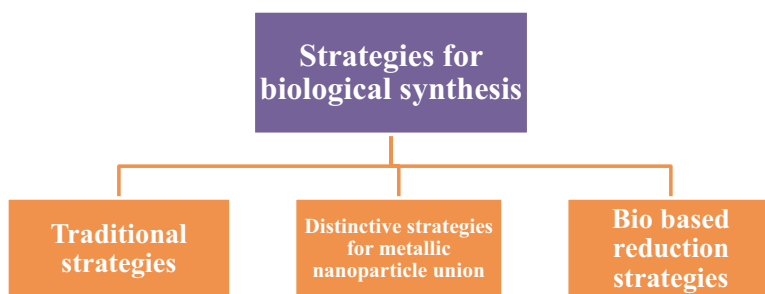 Strategies for
biological synthesis
Traditional
strategies
Distinctive strategies
for metallic
nanoparticle union
Bio based
reduction
strategies